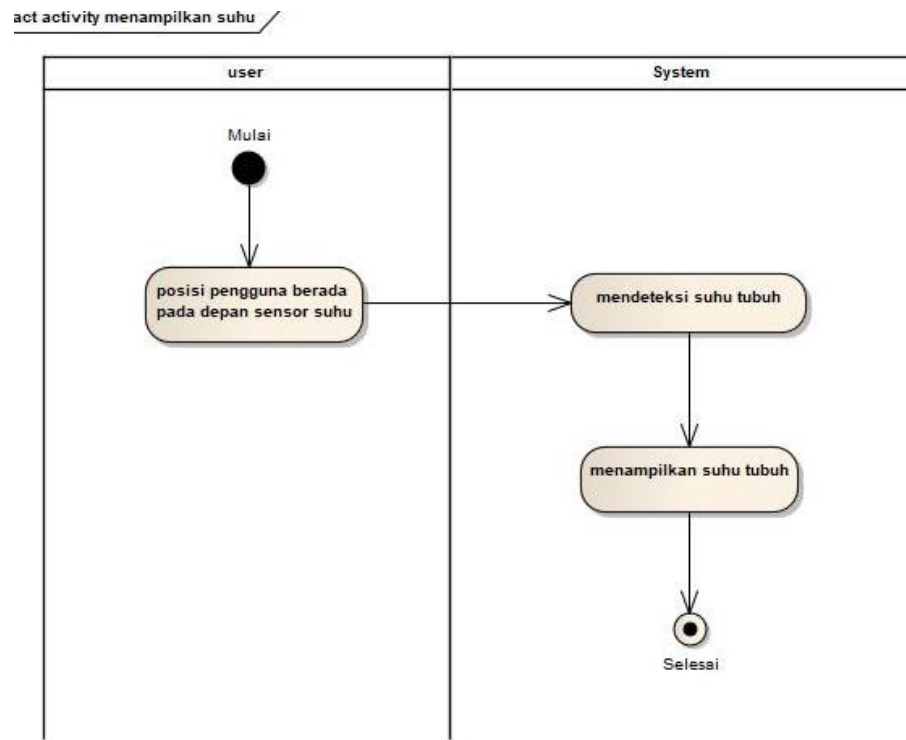 act activity menampilkan suhu
user
System
Mulai
posisi pengguna berada
pada depan sensor suhu
mendeteksi suhu tubuh
menampilkan suhu tubuh
Selesai